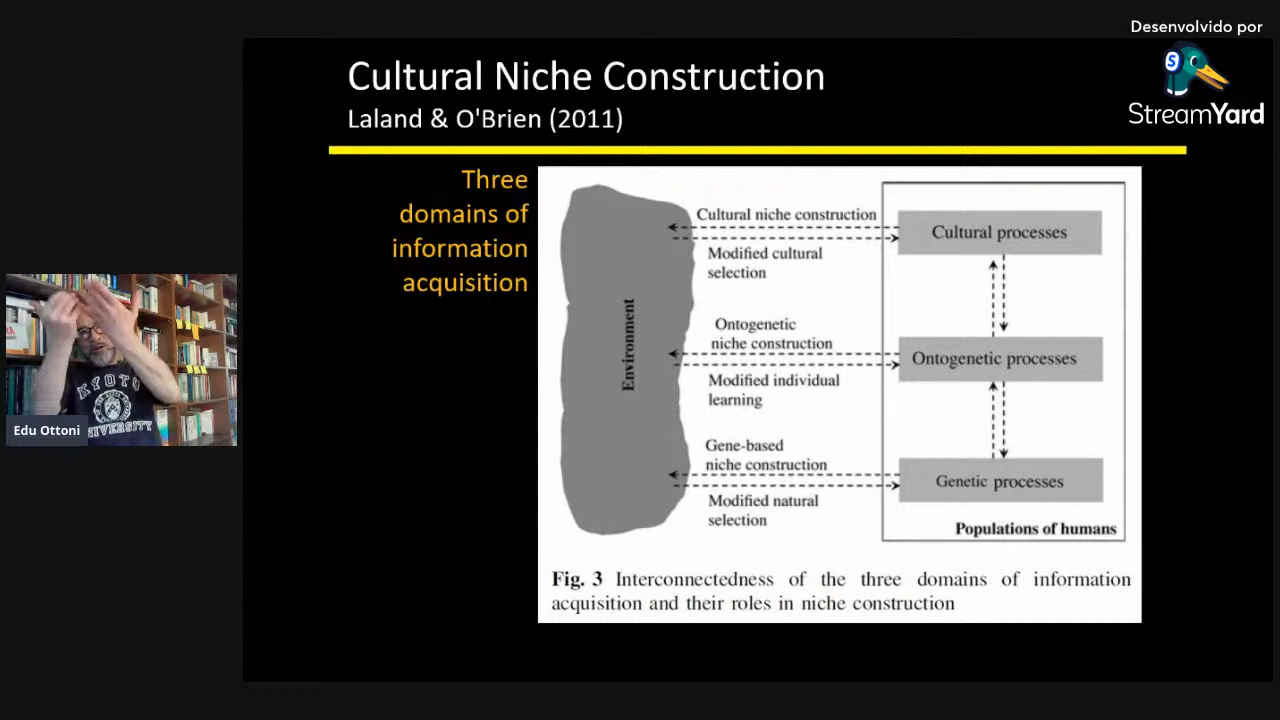 Desenvolvido por
StreamYard
Cultural Niche Construction
Laland & O'Brien (2011)
Three
domains of
information
acquisition
Environment
Cultural niche construction
Modified cultural
selection
Ontogenetic
niche construction
Modified individual
learning
Gene-based
niche construction
Modified natural
selection
Cultural processes
Ontogenetic processes
Genetic processes
Populations of humans
Fig. 3 Interconnectedness of the three domains of information
acquisition and their roles in niche construction
KYOTO
UNIVERSITY
Edu Ottoni